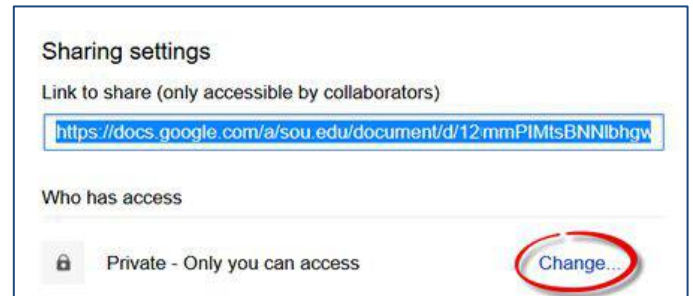 Sharing settings
Link to share (only accessible by collaborators)
https://docs.google.com/a/sou.edu/document/d/12immPIMtsBNNlbhgw
Who has access
Private - Only you can access Change...